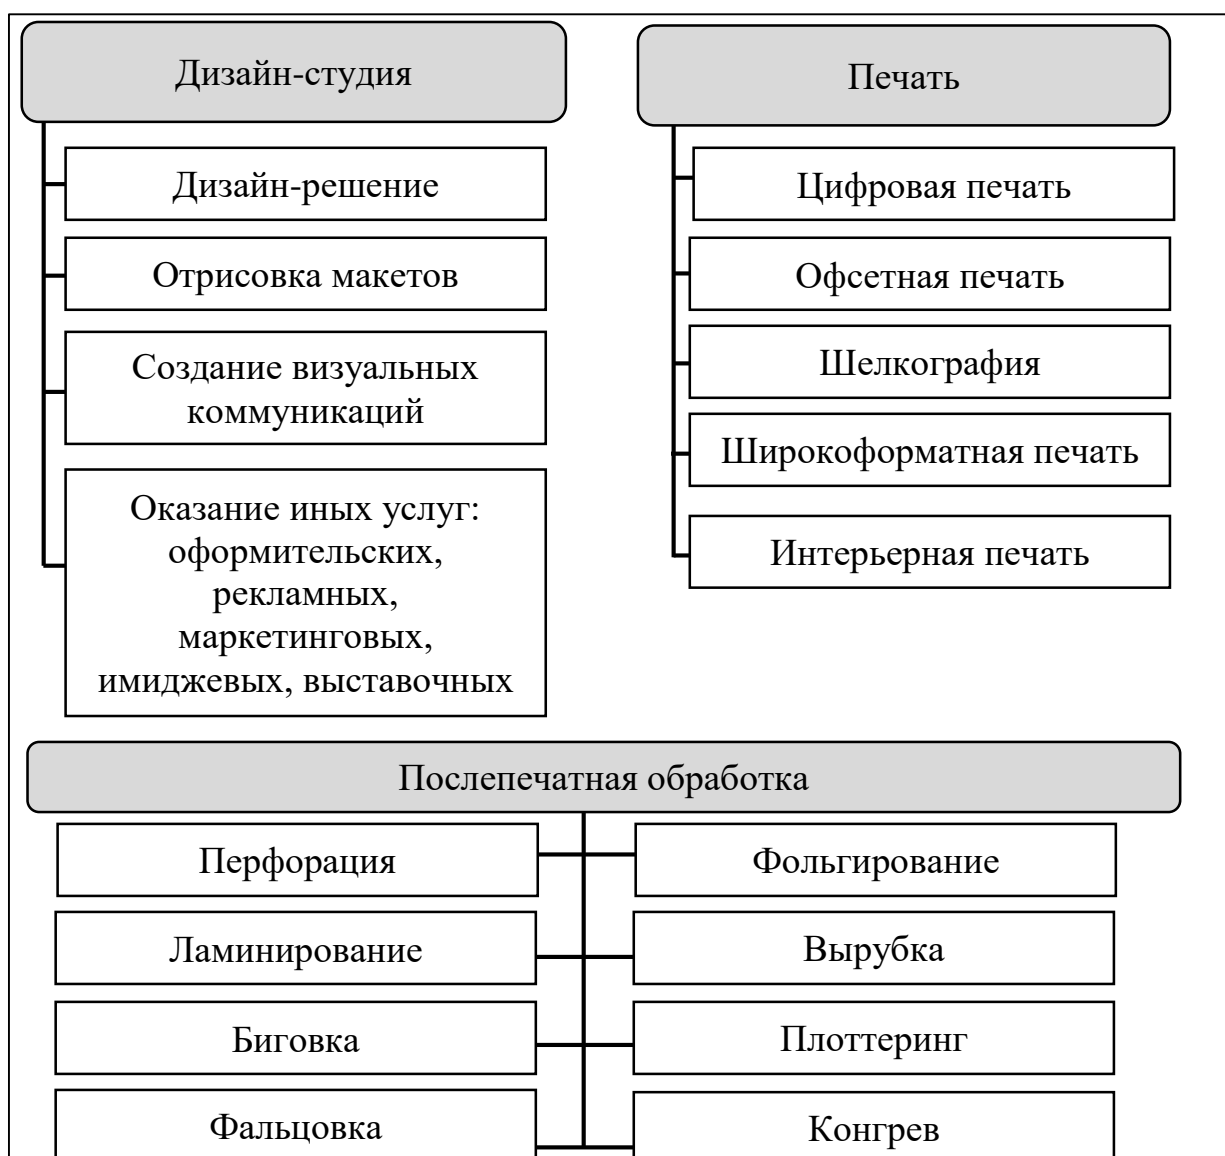 Дизайн-студия
Дизайн-решение
Отрисовка макетов
Создание визуальных
коммуникаций
Оказание иных услуг:
оформительских,
рекламных,
маркетинговых,
имиджевых, выставочных
Печать
Цифровая печать
Офсетная печать
Шелкография
Широкоформатная печать
Интерьерная печать
Послепечатная обработка
Перфорация
Фольгирование
Ламинирование
Вырубка
Биговка
Плоттеринг
Фальцовка
Конгрев